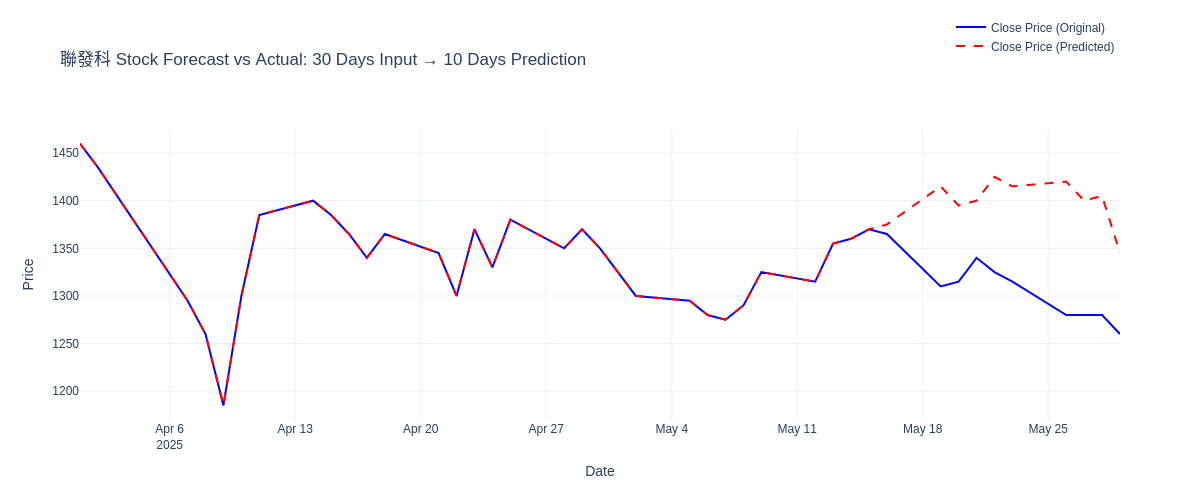 Close Price (Original)
Close Price (Predicted)
聯發科 Stock Forecast vs Actual: 30 Days Input → 10 Days Prediction
Price
1450
1400
1350
1300
1250
1200
Apr 6
2025
Apr 13
Apr 20
Apr 27
May 4
May 11
May 18
May 25
Date